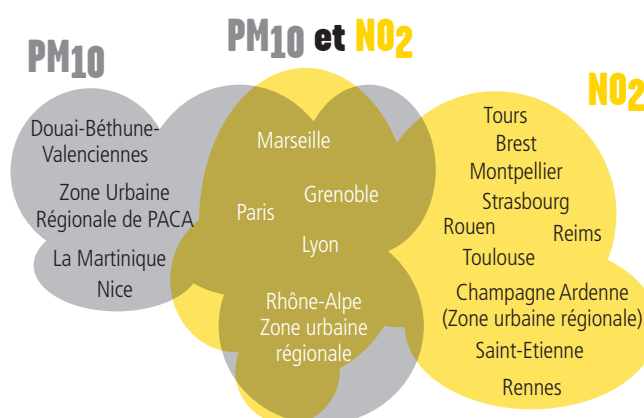 PM10
PM10 et NO2
NO2
Douai-Béthune-
Valenciennes
Zone Urbaine
Régionale de PACA
La Martinique
Nice
Marseille
Grenoble
Paris
Lyon
Rhône-Alpe
Zone urbaine
régionale
Tours
Brest
Montpellier
Strasbourg
Rouen
Reims
Toulouse
Champagne Ardenne
(Zone urbaine régionale)
Saint-Etienne
Rennes